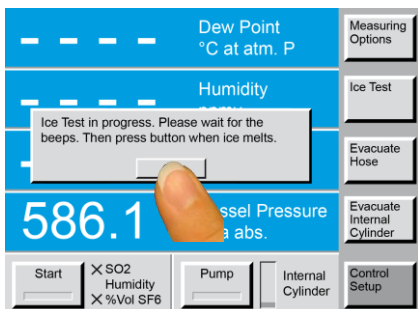 Dew Point
°C at atm. P
Measuring
Options
Humidity
Ice Test
Ice Test in progress. Please wait for the
beeps. Then press button when ice melts.
Evacuate
Hose
586.1
ssel Pressure
a abs.
Evacuate
Internal
Cylinder
Start
X SO2
Humidity
X %Vol SF6
Pump
Internal
Cylinder
Control
Setup